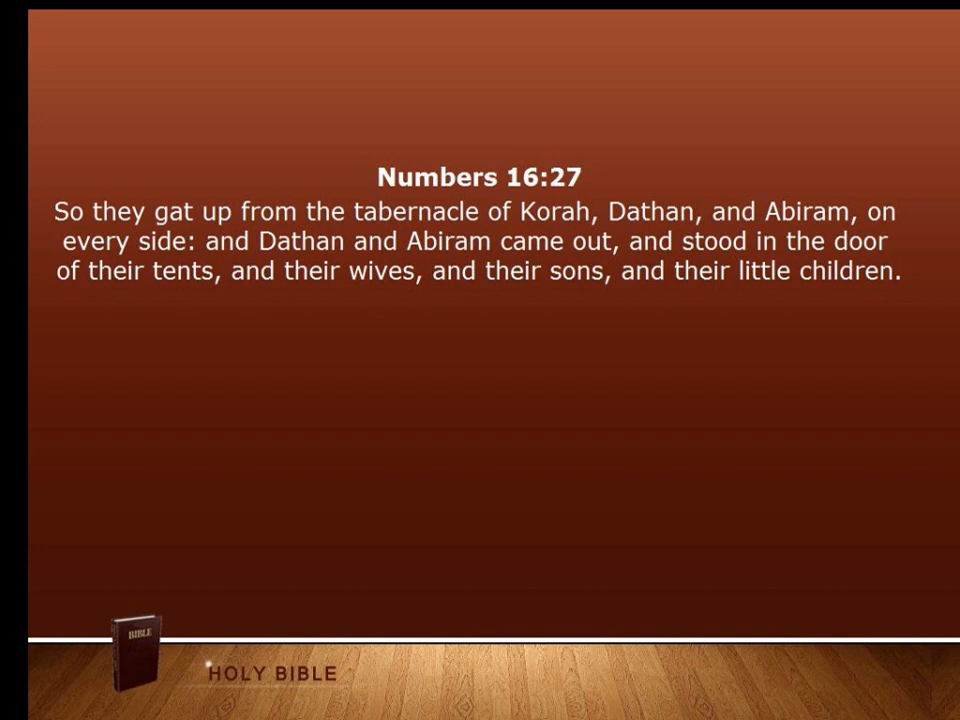 Numbers 16:27
So they gat up from the tabernacle of Korah, Dathan, and Abiram, on
every side: and Dathan and Abiram came out, and stood in the door
of their tents, and their wives, and their sons, and their little children.
BIBLE
HOLY BIBLE